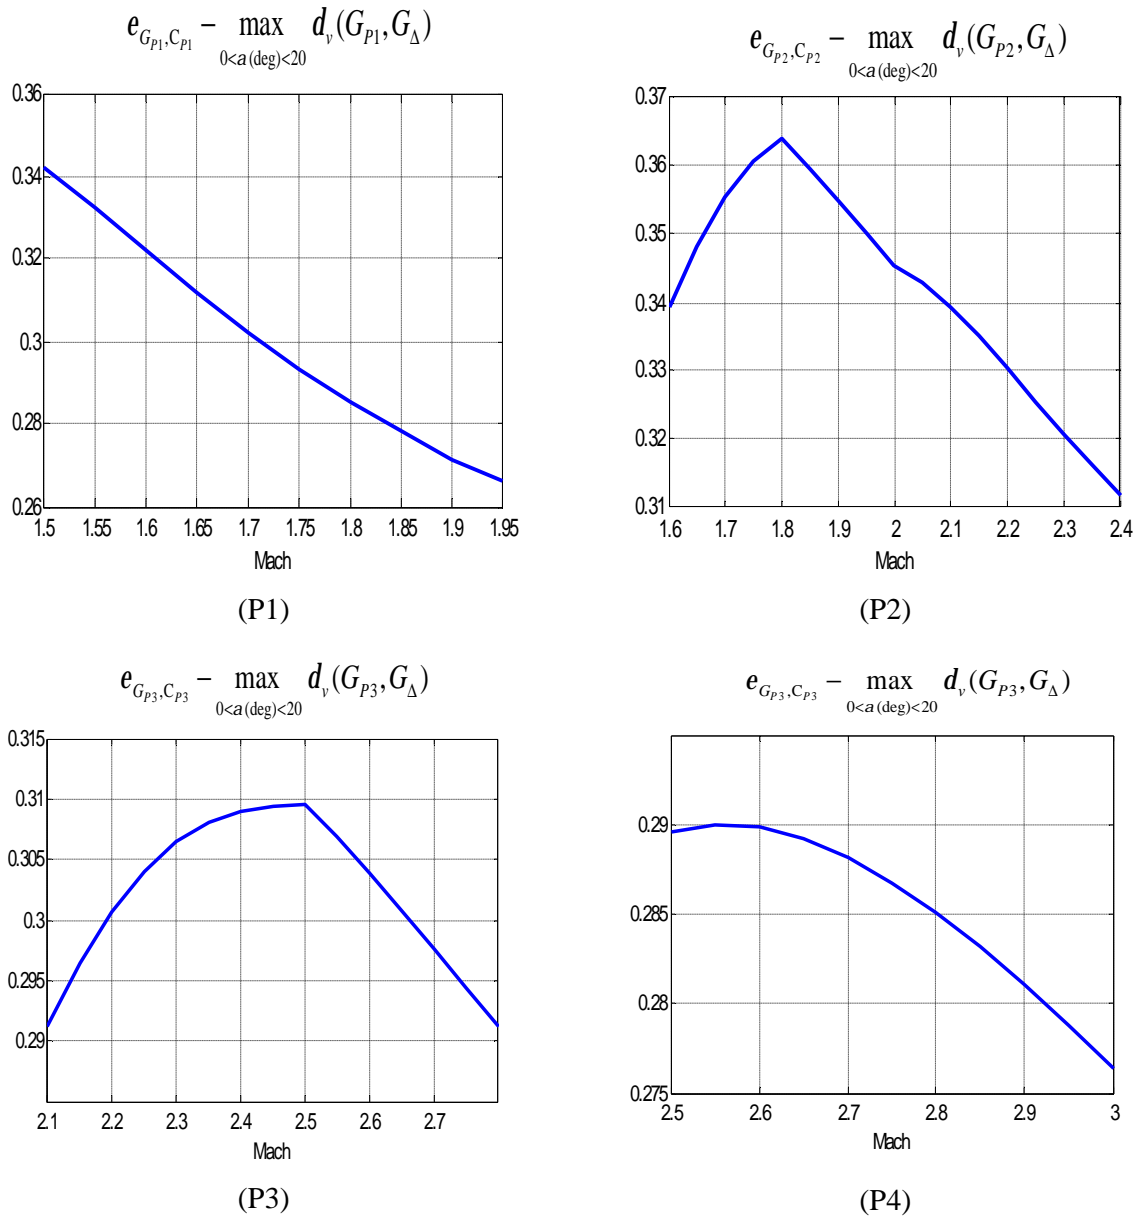 e_{G_{P1},C_{P1}} − max_{0<a(deg)<20} d_v(G_{P1},G_Δ)
0.36
0.34
0.32
0.3
0.28
0.26
1.5 1.55 1.6 1.65 1.7 1.75 1.8 1.85 1.9 1.95
Mach
(P1)
e_{G_{P2},C_{P2}} − max_{0<a(deg)<20} d_v(G_{P2},G_Δ)
0.37
0.36
0.35
0.34
0.33
0.32
0.31
1.6 1.7 1.8 1.9 2 2.1 2.2 2.3 2.4
Mach
(P2)
e_{G_{P3},C_{P3}} − max_{0<a(deg)<20} d_v(G_{P3},G_Δ)
0.315
0.31
0.305
0.3
0.295
0.29
2.1 2.2 2.3 2.4 2.5 2.6 2.7
Mach
(P3)
e_{G_{P3},C_{P3}} − max_{0<a(deg)<20} d_v(G_{P3},G_Δ)
0.29
0.285
0.28
0.275
2.5 2.6 2.7 2.8 2.9 3
Mach
(P4)